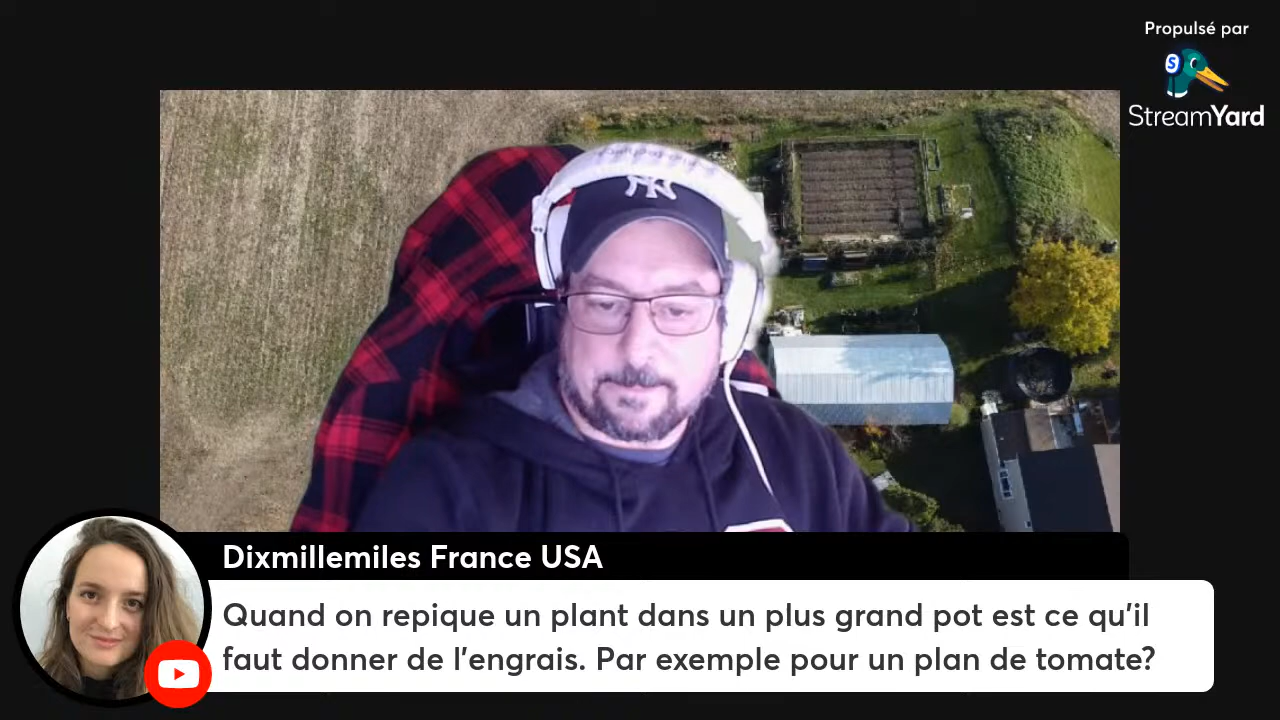 Propulsé par
S
StreamYard
NY
Dixmillemiles France USA
Quand on repique un plant dans un plus grand pot est ce qu'il
faut donner de l'engrais. Par exemple pour un plan de tomate?